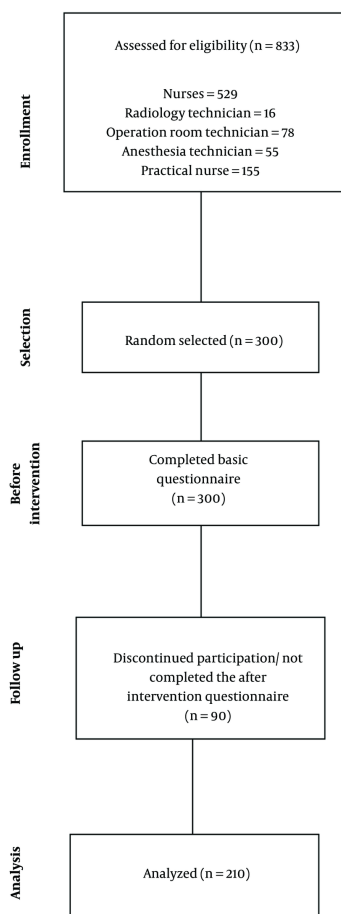 Enrollment
Assessed for eligibility (n = 833)
Nurses = 529
Radiology technician = 16
Operation room technician = 78
Anesthesia technician = 55
Practical nurse = 155
Selection
Random selected (n = 300)
Before
intervention
Completed basic
questionnaire
(n = 300)
Follow up
Discontinued participation/ not
completed the after
intervention questionnaire
(n = 90)
Analysis
Analyzed (n = 210)